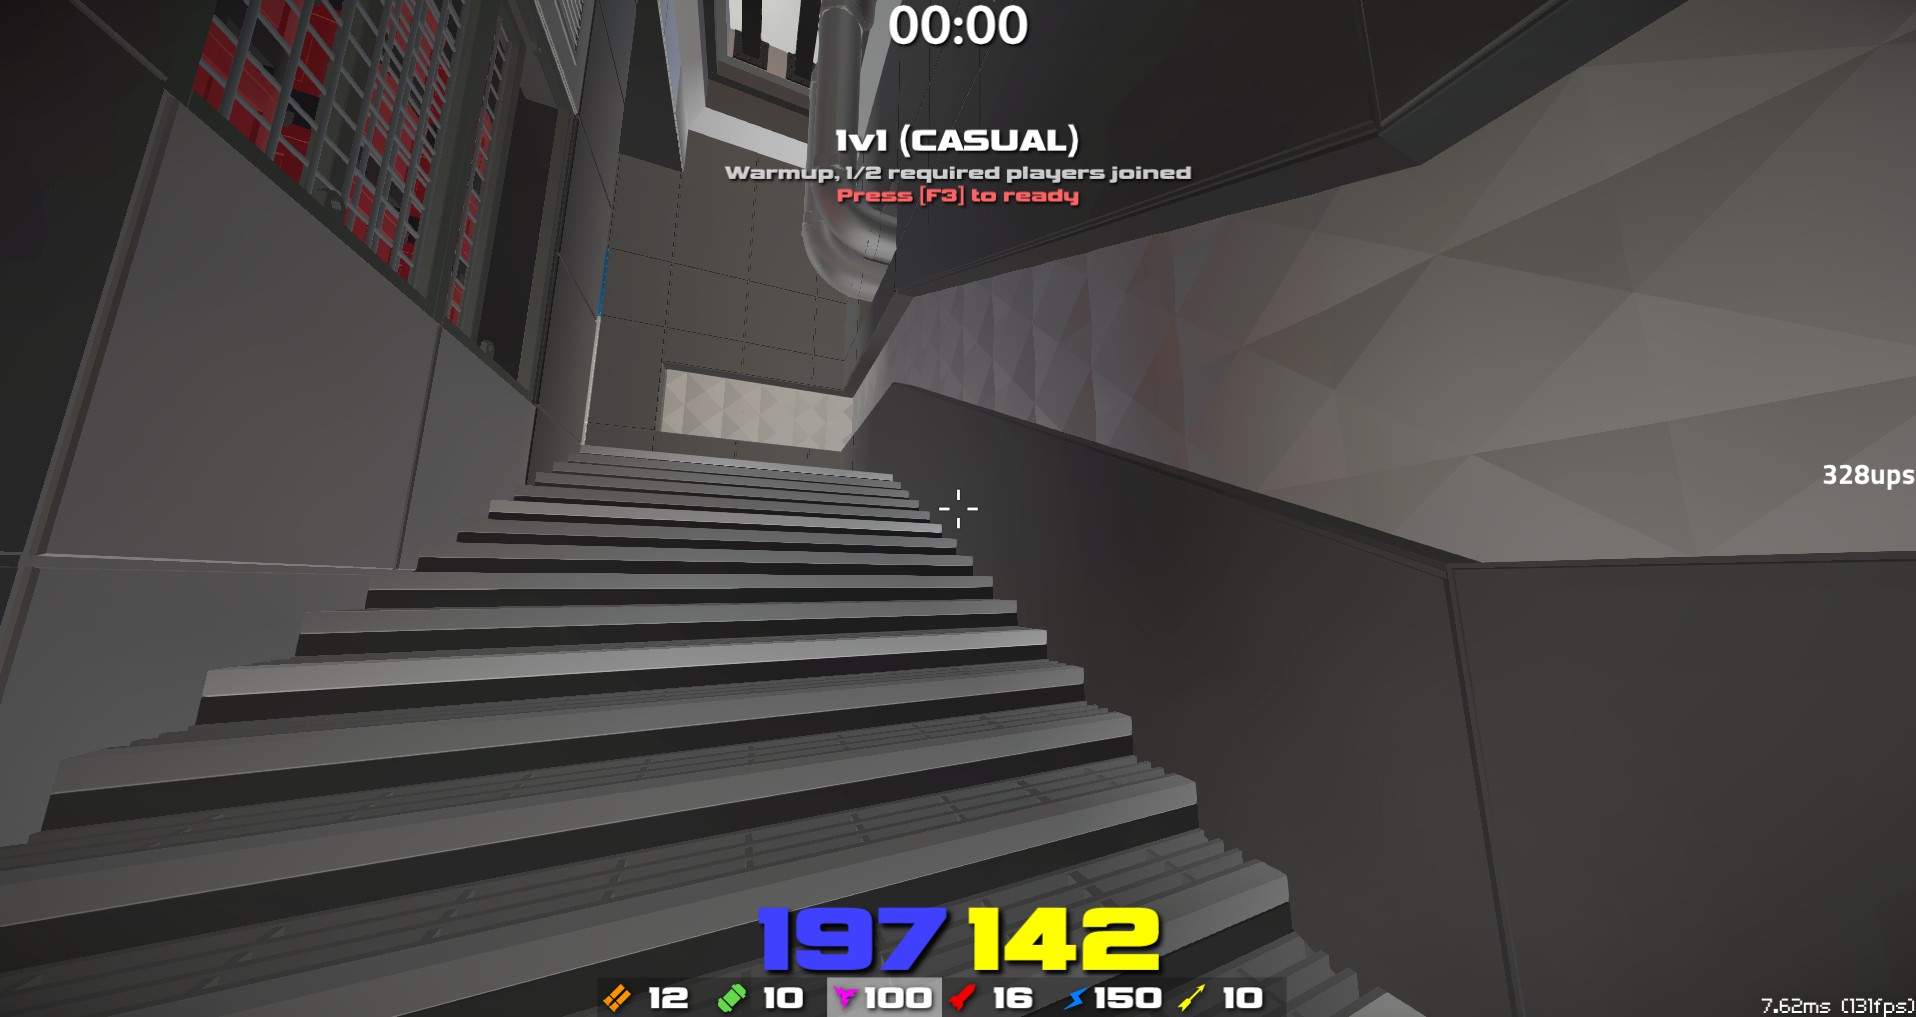 00:00
1v1 (CASUAL)
Warmup, 1/2 required players joined
Press [F3] to ready
328ups
197 142
12 10 100 16 150 10
7.62ms (131fps)